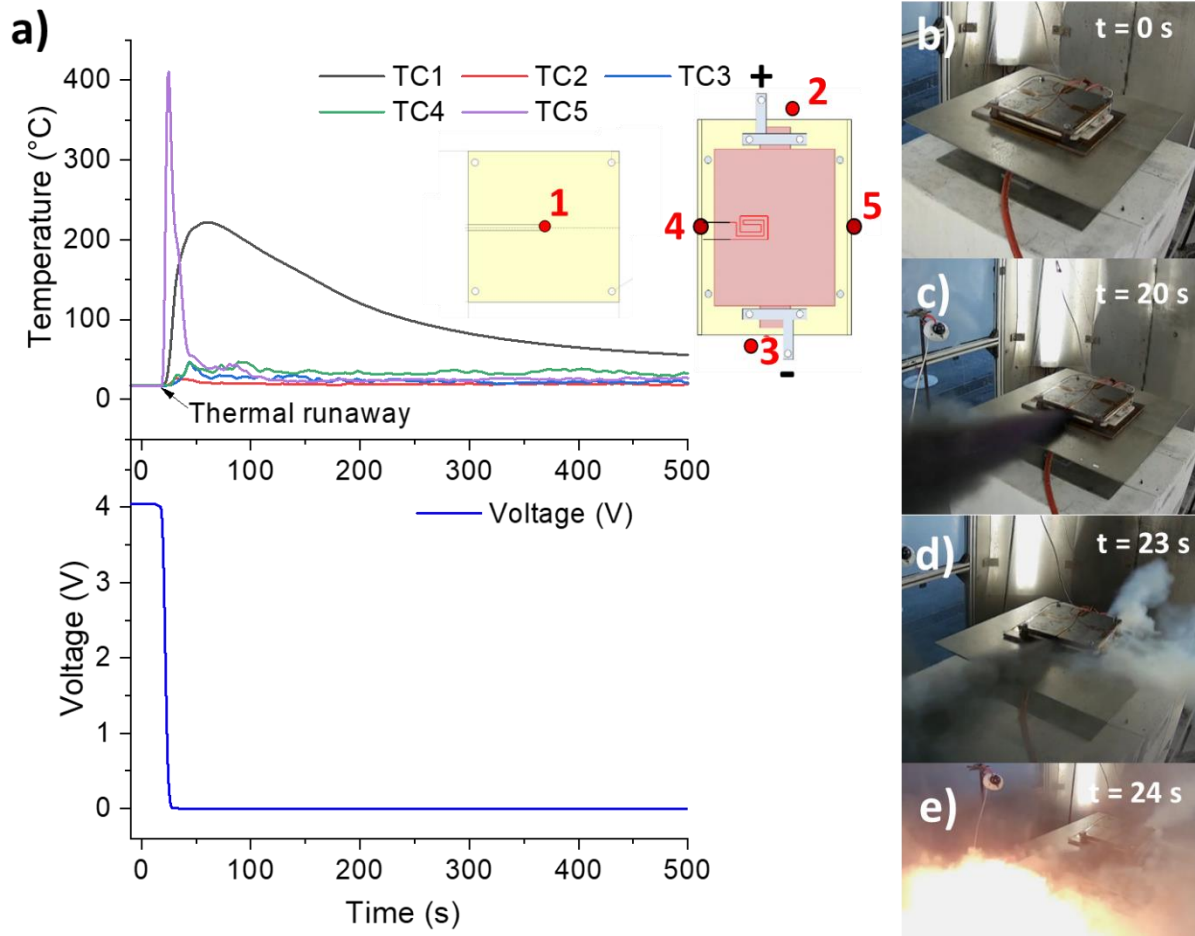 a)
TC1 TC2 TC3
TC4 TC5
+
2
1
4
5
3
-
Thermal runaway
Temperature (°C)
400
300
200
100
0
0 100 200 300 400 500
Voltage (V)
Voltage (V)
4
3
2
1
0
0 100 200 300 400 500
Time (s)
b)
t = 0 s
c)
t = 20 s
d)
t = 23 s
e)
t = 24 s